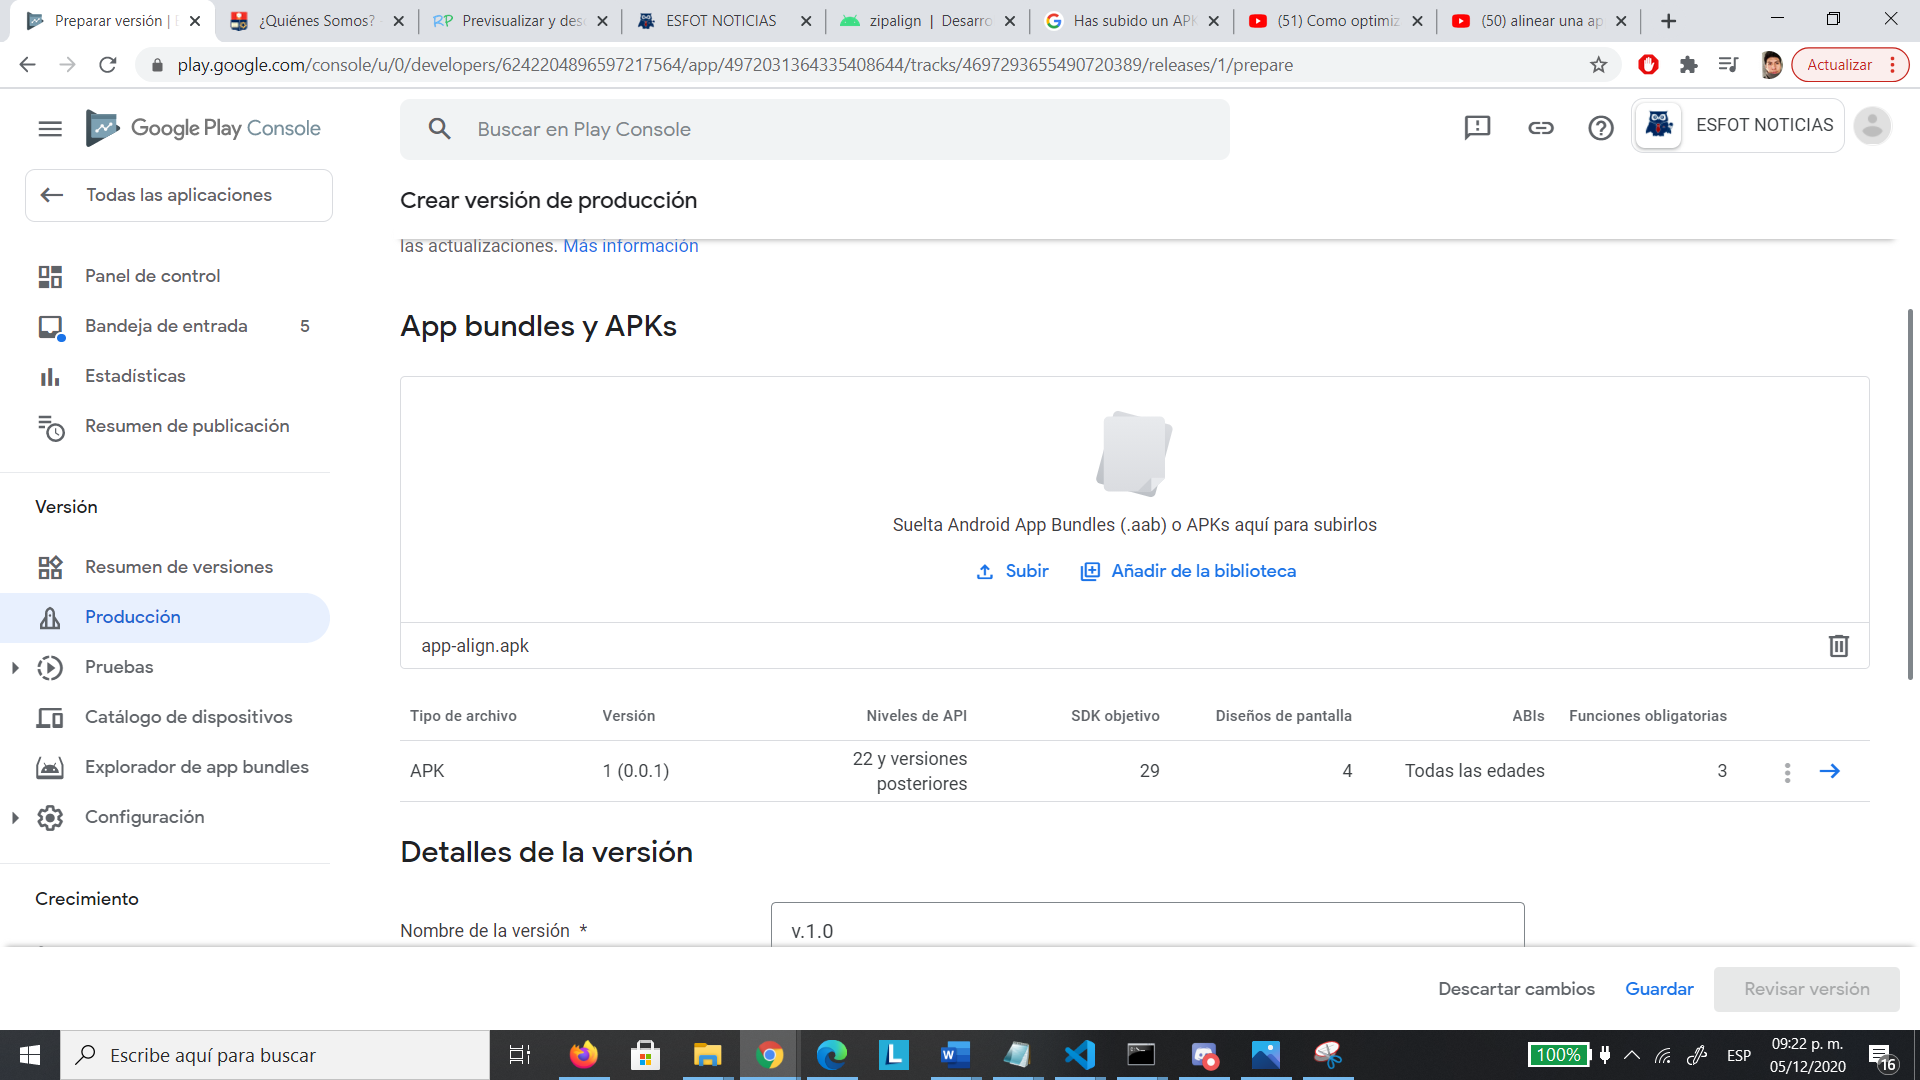 Preparar versión | E
¿Quiénes Somos? -
Previsualizar y des
ESFOT NOTICIAS
zipalign | Desarro
Has subido un APK
(51) Como optimiz
(50) alinear una ap
play.google.com/console/u/0/developers/6242204896597217564/app/4972031364335408644/tracks/4697293655490720389/releases/1/prepare
Actualizar
Google Play Console
Buscar en Play Console
ESFOT NOTICIAS
Todas las aplicaciones
Panel de control
Bandeja de entrada 5
Estadísticas
Resumen de publicación
Versión
Resumen de versiones
Producción
Pruebas
Catálogo de dispositivos
Explorador de app bundles
Configuración
Crecimiento
Crear versión de producción
las actualizaciones. Más información
App bundles y APKs
Suelta Android App Bundles (.aab) o APKs aquí para subirlos
Subir Añadir de la biblioteca
app-align.apk
Tipo de archivo Versión Niveles de API SDK objetivo Diseños de pantalla ABIs Funciones obligatorias
APK 1 (0.0.1) 22 y versiones posteriores 29 4 Todas las edades 3
Detalles de la versión
Nombre de la versión *
v.1.0
Descartar cambios Guardar Revisar versión
Escribe aquí para buscar
100%
ESP
09:22 p. m.
05/12/2020
16